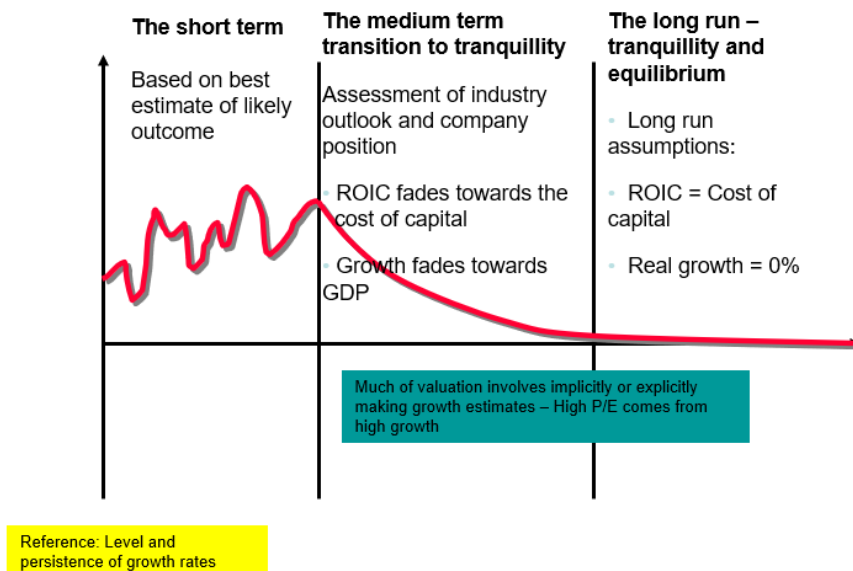 The short term
Based on best
estimate of likely
outcome
The medium term
transition to tranquillity
Assessment of industry
outlook and company
position
• ROIC fades towards the
cost of capital
• Growth fades towards
GDP
The long run –
tranquillity and
equilibrium
• Long run
assumptions:
• ROIC = Cost of
capital
• Real growth = 0%
Much of valuation involves implicitly or explicitly
making growth estimates – High P/E comes from
high growth
Reference: Level and
persistence of growth rates